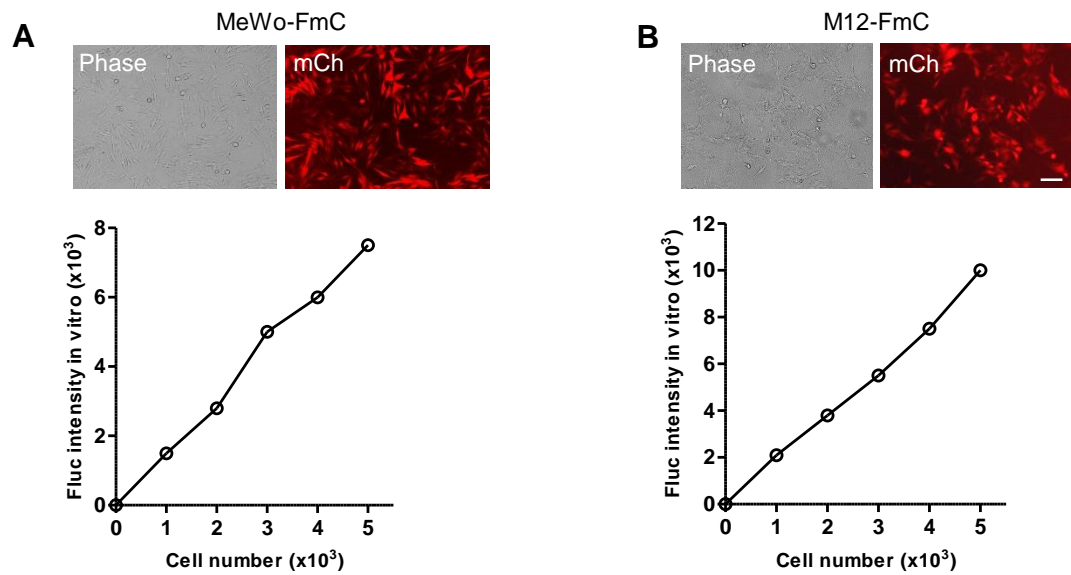 A
MeWo-FmC
Phase
mCh
Fluc intensity in vitro (x10³)
8
6
4
2
0
0 1 2 3 4 5
Cell number (x10³)
B
M12-FmC
Phase
mCh
Fluc intensity in vitro (x10³)
12
10
8
6
4
2
0
0 1 2 3 4 5
Cell number (x10³)